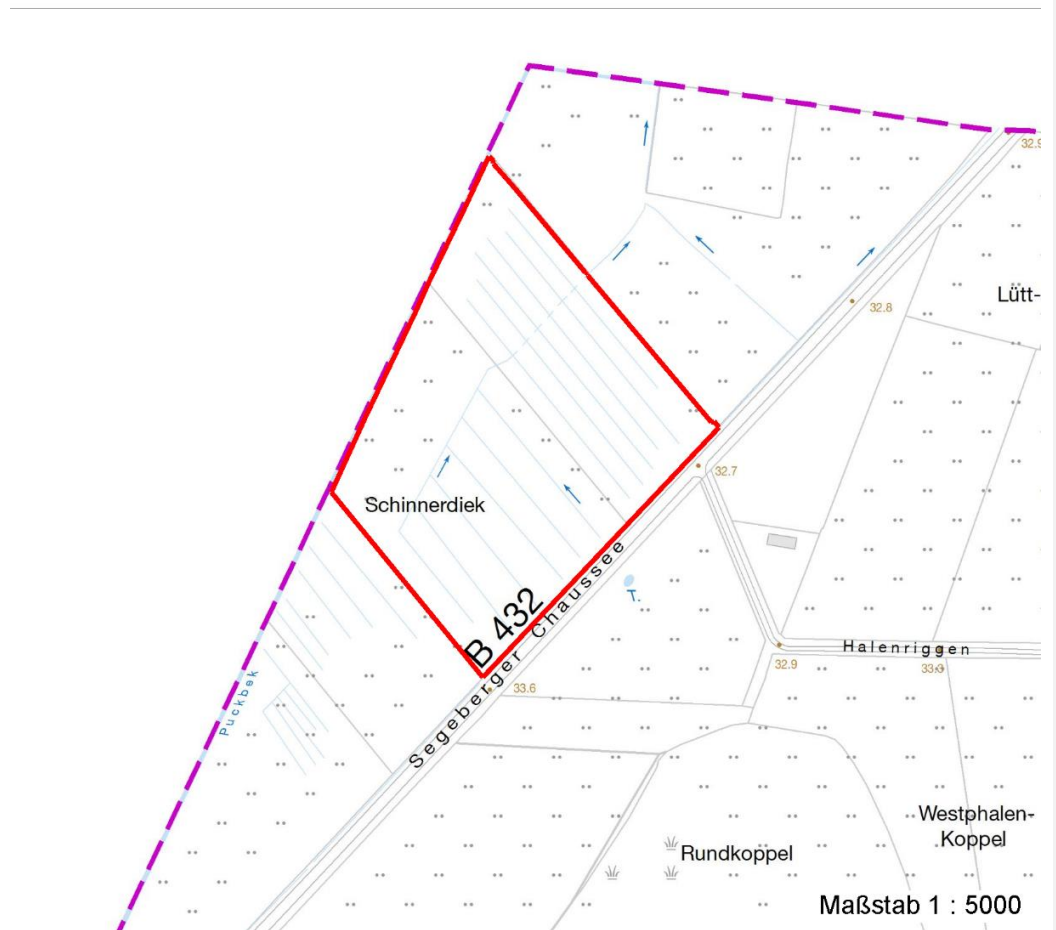 32.9
Lütt-
32.8
32.7
Schinnerdiek
B 432
Segeberger Chaussee
T.
Halenriggen
32.9
33.0
33.6
Puckbek
Westphalen-
Koppel
Rundkoppel
Maßstab 1 : 5000